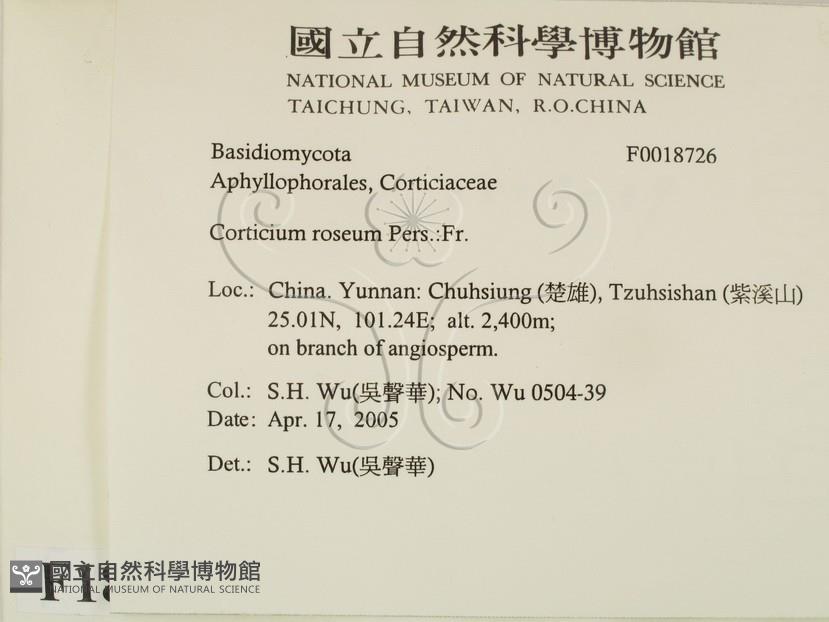 國立自然科學博物館
NATIONAL MUSEUM OF NATURAL SCIENCE
TAICHUNG, TAIWAN, R.O.CHINA
Basidiomycota F0018726
Aphyllophorales, Corticiaceae
Corticium roseum Pers.:Fr.
Loc.: China. Yunnan: Chuhsiung (楚雄), Tzuhsishan (紫溪山)
25.01N, 101.24E; alt. 2,400m;
on branch of angiosperm.
Col.: S.H. Wu(吳聲華); No. Wu 0504-39
Date: Apr. 17, 2005
Det.: S.H. Wu(吳聲華)
國立自然科學博物館
NATIONAL MUSEUM OF NATURAL SCIENCE